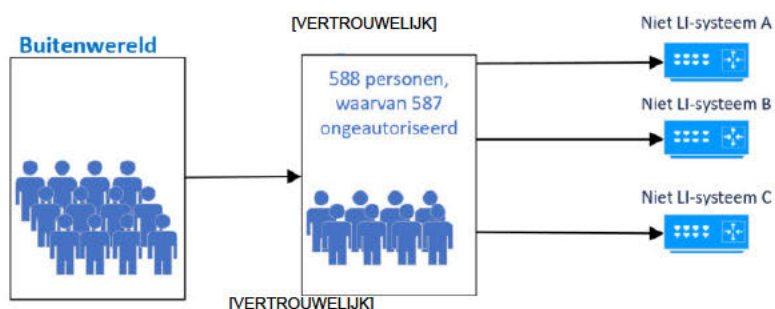 [VERTROUWELIJK]
Buitenwereld
588 personen,
waarvan 587
ongeautoriseerd
Niet LI-systeem A
Niet LI-systeem B
Niet LI-systeem C
[VERTROUWELIJK]